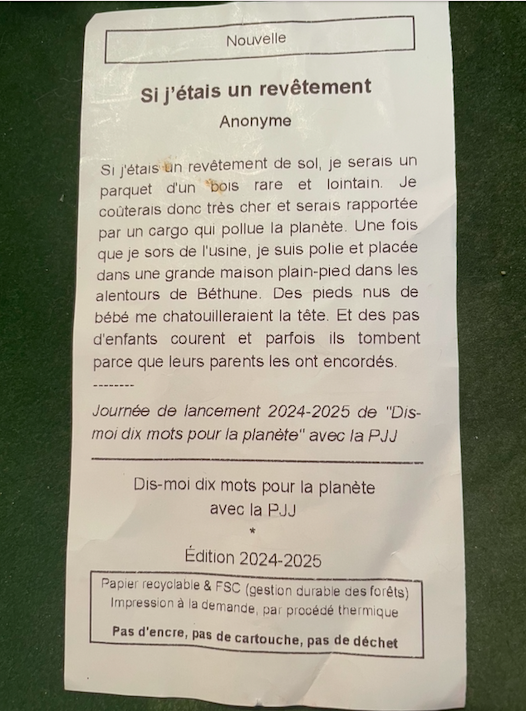 Nouvelle
Si j'étais un revêtement
Anonyme
Si j'étais un revêtement de sol, je serais un
parquet d'un bois rare et lointain. Je
coûterais donc très cher et serais rapportée
par un cargo qui pollue la planète. Une fois
que je sors de l'usine, je suis polie et placée
dans une grande maison plain-pied dans les
alentours de Béthune. Des pieds nus de
bébé me chatouilleraient la tête. Et des pas
d'enfants courent et parfois ils tombent
parce que leurs parents les ont encordés.
--------
Journée de lancement 2024-2025 de "Dis-
moi dix mots pour la planète" avec la PJJ
Dis-moi dix mots pour la planète
avec la PJJ
*
Édition 2024-2025
Papier recyclable & FSC (gestion durable des forêts)
Impression à la demande, par procédé thermique
Pas d'encre, pas de cartouche, pas de déchet